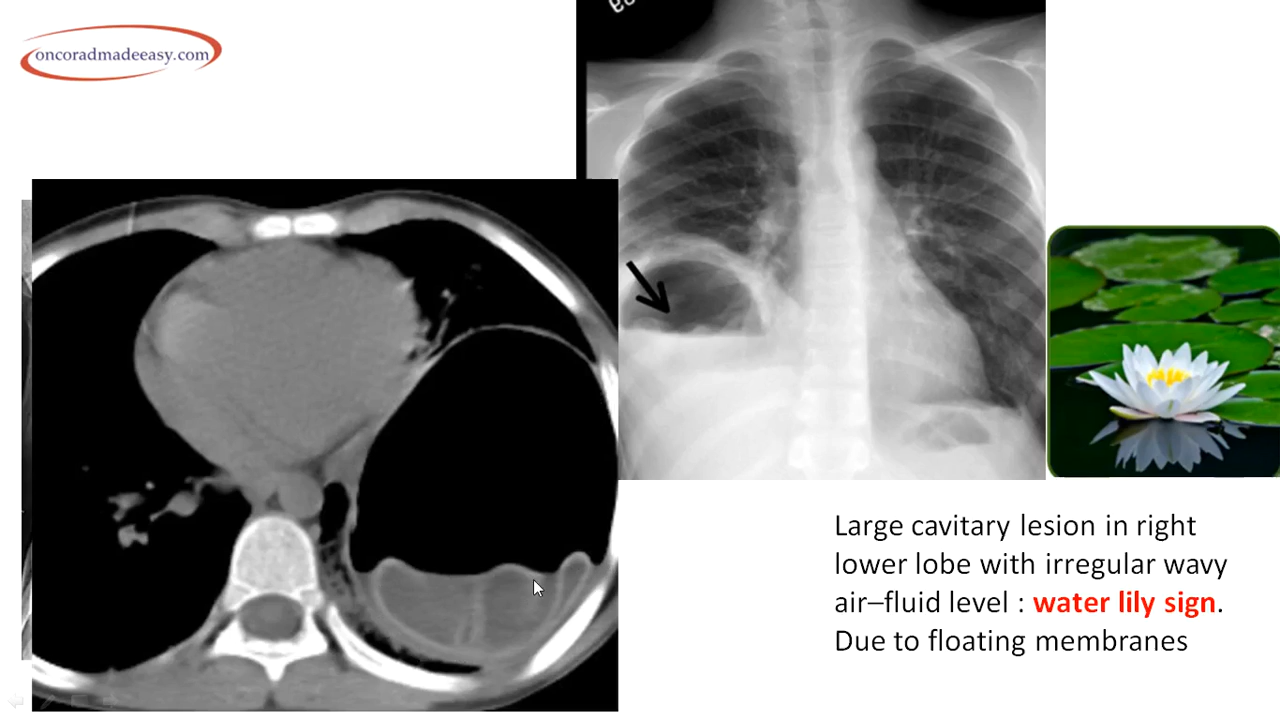 oncoradmadeeasy.com
Large cavitary lesion in right
lower lobe with irregular wavy
air–fluid level : water lily sign.
Due to floating membranes